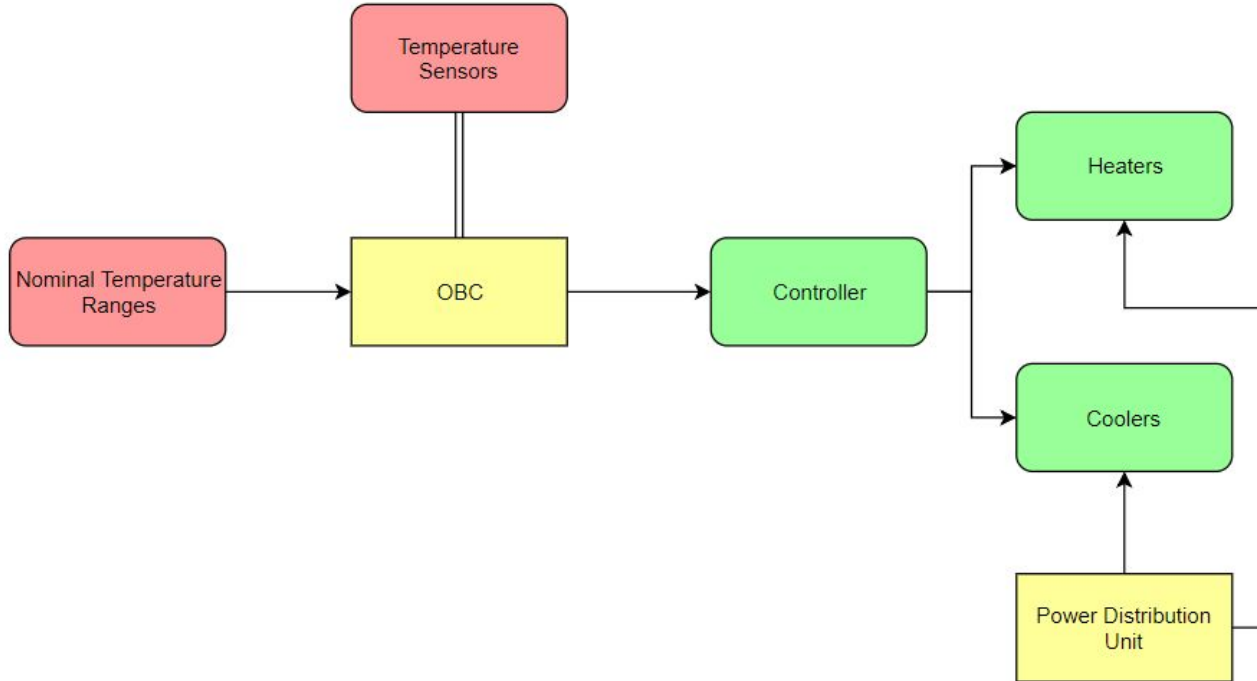 Temperature
Sensors
Heaters
Nominal Temperature
Ranges
OBC
Controller
Coolers
Power Distribution
Unit